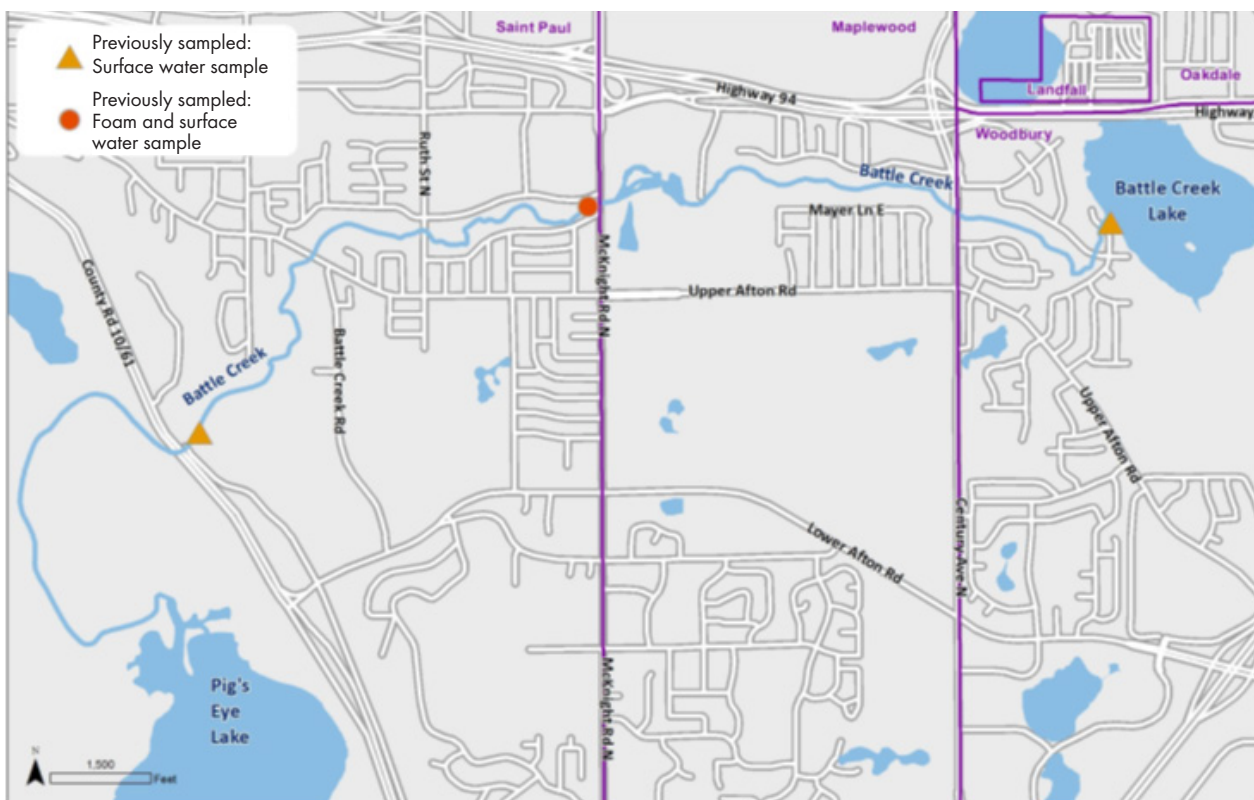 Previously sampled:
Surface water sample
Previously sampled:
Foam and surface
water sample
Saint Paul
Maplewood
Landfall
Oakdale
Highway 94
Highway
Woodbury
Ruth St N
Battle Creek
Battle Creek
Lake
Mayer Ln E
McKnight Rd N
Upper Afton Rd
County Rd 10/61
Battle Creek
Battle Creek Rd
Upper Afton Rd
Century Ave N
Lower Afton Rd
McKnight Rd N
Pig's
Eye
Lake
N
1,500
Feet